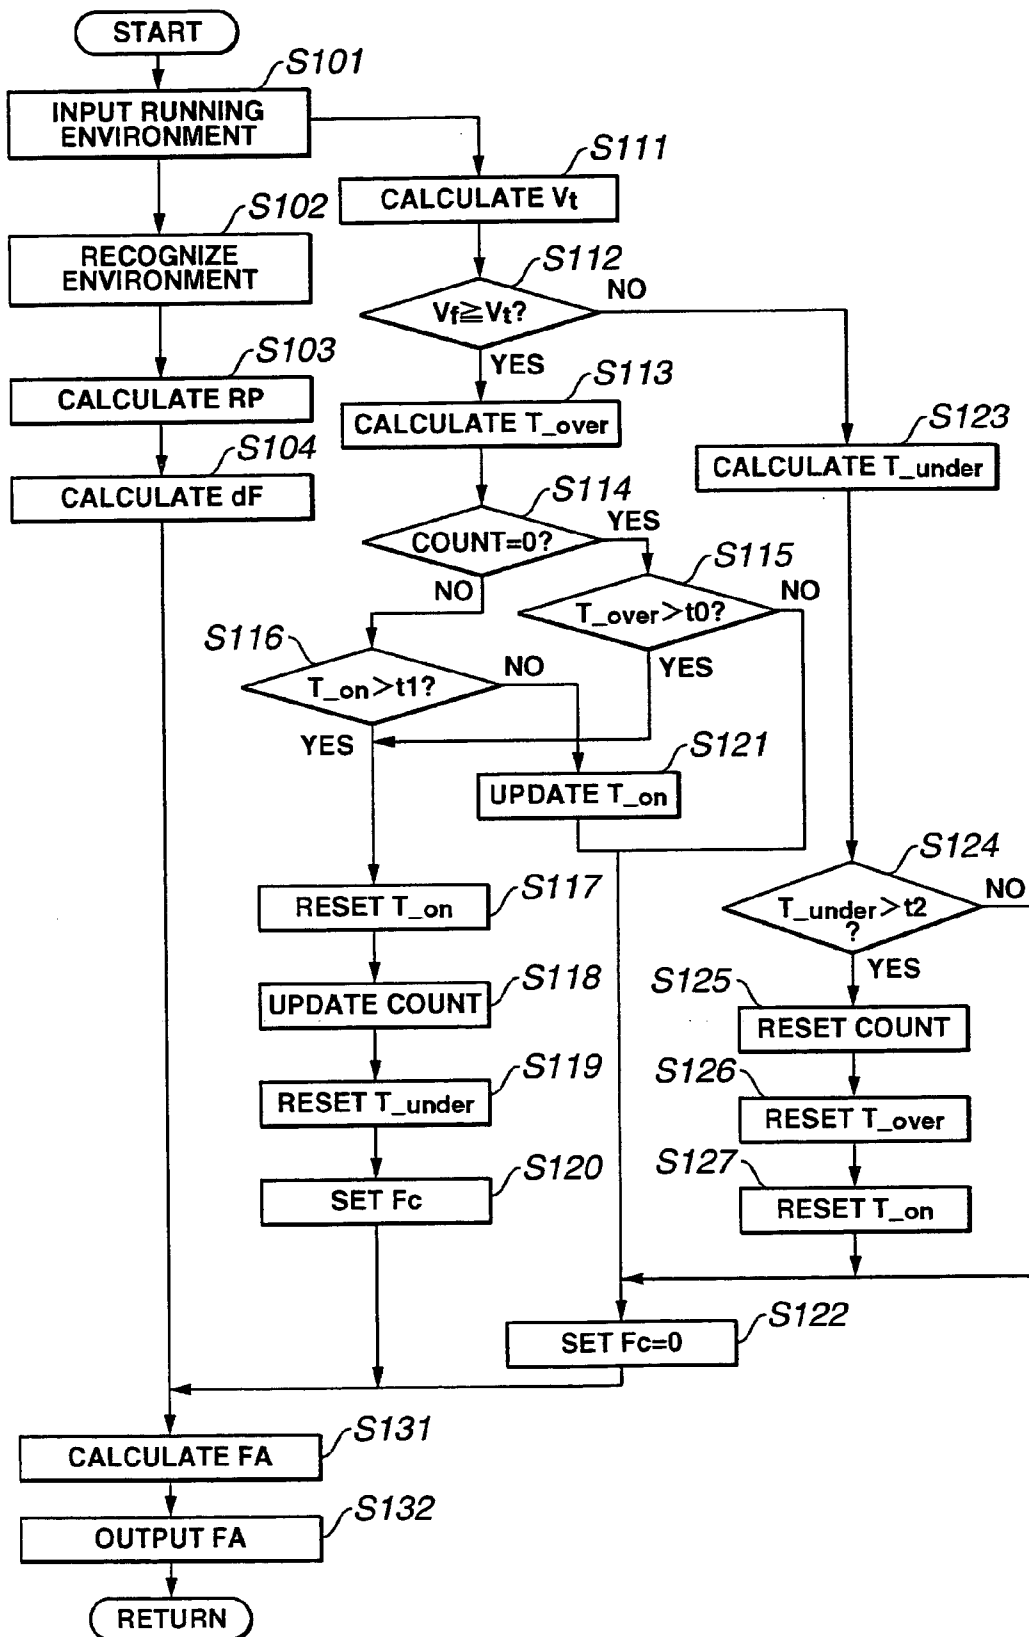 START
S101
INPUT RUNNING
ENVIRONMENT
S111
CALCULATE Vt
S102
RECOGNIZE
ENVIRONMENT
S112
Vf≧Vt?
NO
YES
S103
CALCULATE RP
S113
CALCULATE T_over
S104
CALCULATE dF
S123
CALCULATE T_under
S114
COUNT=0?
YES
NO
S115
T_over>t0?
NO
YES
S116
T_on>t1?
NO
YES
S121
UPDATE T_on
S124
T_under>t2
?
NO
YES
S117
RESET T_on
S118
UPDATE COUNT
S125
RESET COUNT
S119
RESET T_under
S126
RESET T_over
S120
SET Fc
S127
RESET T_on
S122
SET Fc=0
S131
CALCULATE FA
S132
OUTPUT FA
RETURN